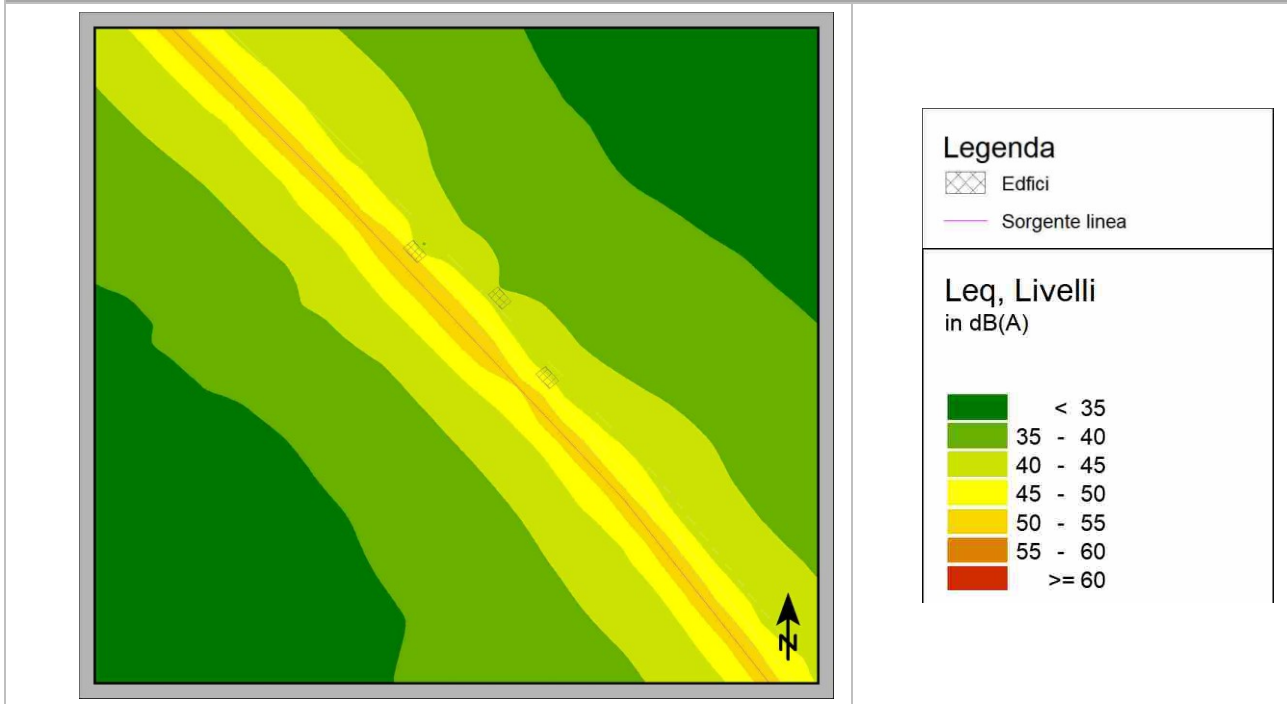 N
Legenda
Edfici
Sorgente linea
Leq, Livelli
in dB(A)
< 35
35 - 40
40 - 45
45 - 50
50 - 55
55 - 60
>= 60